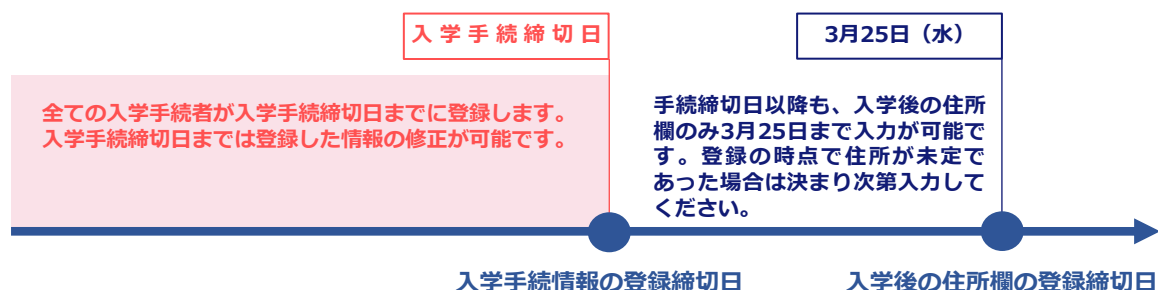 入学手続締切日
3月25日（水）
全ての入学手続者が入学手続締切日までに登録します。
入学手続締切日までは登録した情報の修正が可能です。
手続締切日以降も、入学後の住所
欄のみ3月25日まで入力が可能で
す。登録の時点で住所が未定で
あった場合は決まり次第入力して
ください。
入学手続情報の登録締切日
入学後の住所欄の登録締切日